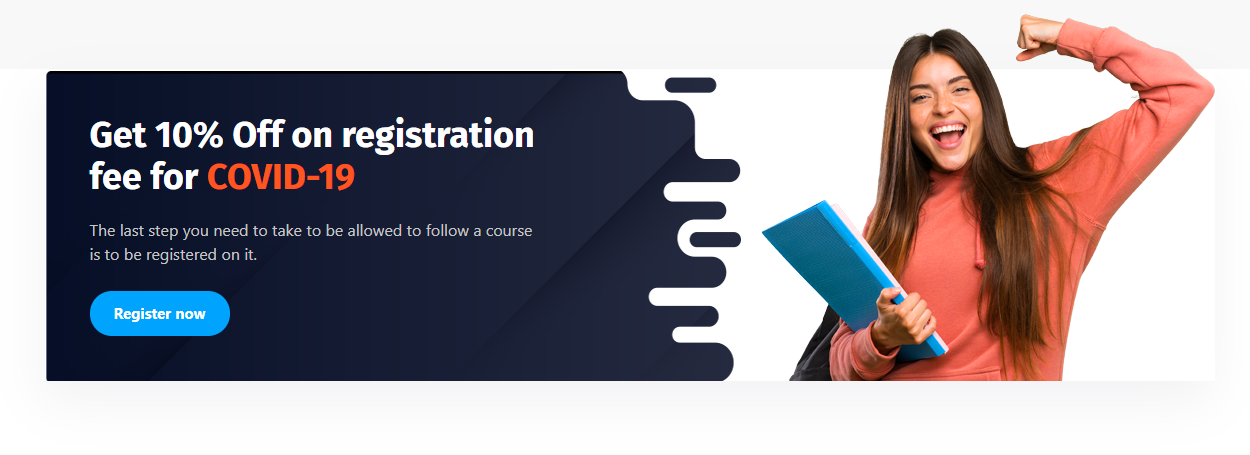 Get 10% Off on registration
fee for COVID-19
The last step you need to take to be allowed to follow a course
is to be registered on it.
Register now